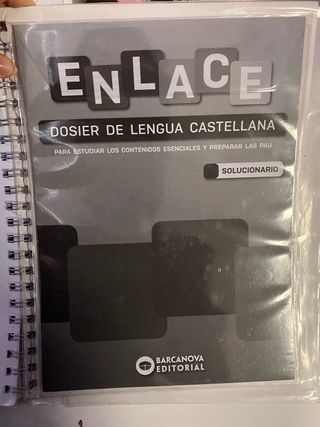 ENLACE
DOSIER DE LENGUA CASTELLANA
PARA ESTUDIAR LOS CONTENIDOS ESENCIALES Y PREPARAR LAS PAU
SOLUCIONARIO
BARCANOVA
EDITORIAL